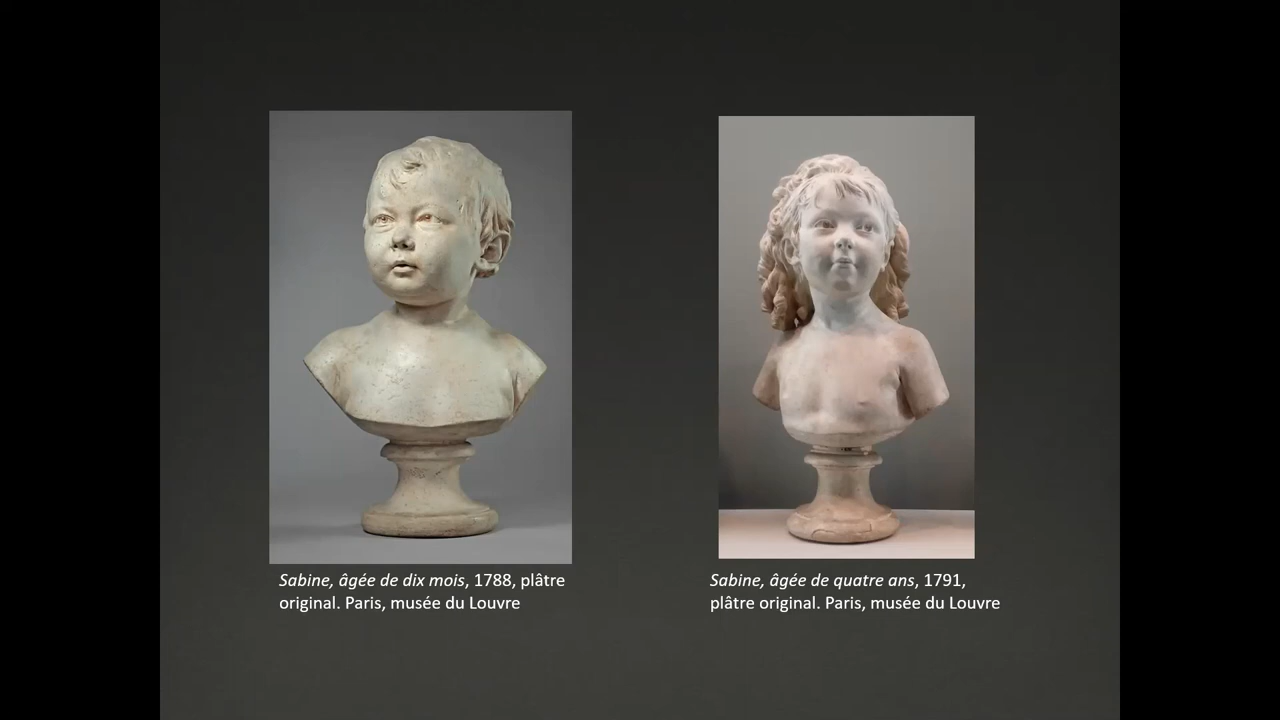 Sabine, âgée de dix mois, 1788, plâtre
original. Paris, musée du Louvre
Sabine, âgée de quatre ans, 1791,
plâtre original. Paris, musée du Louvre